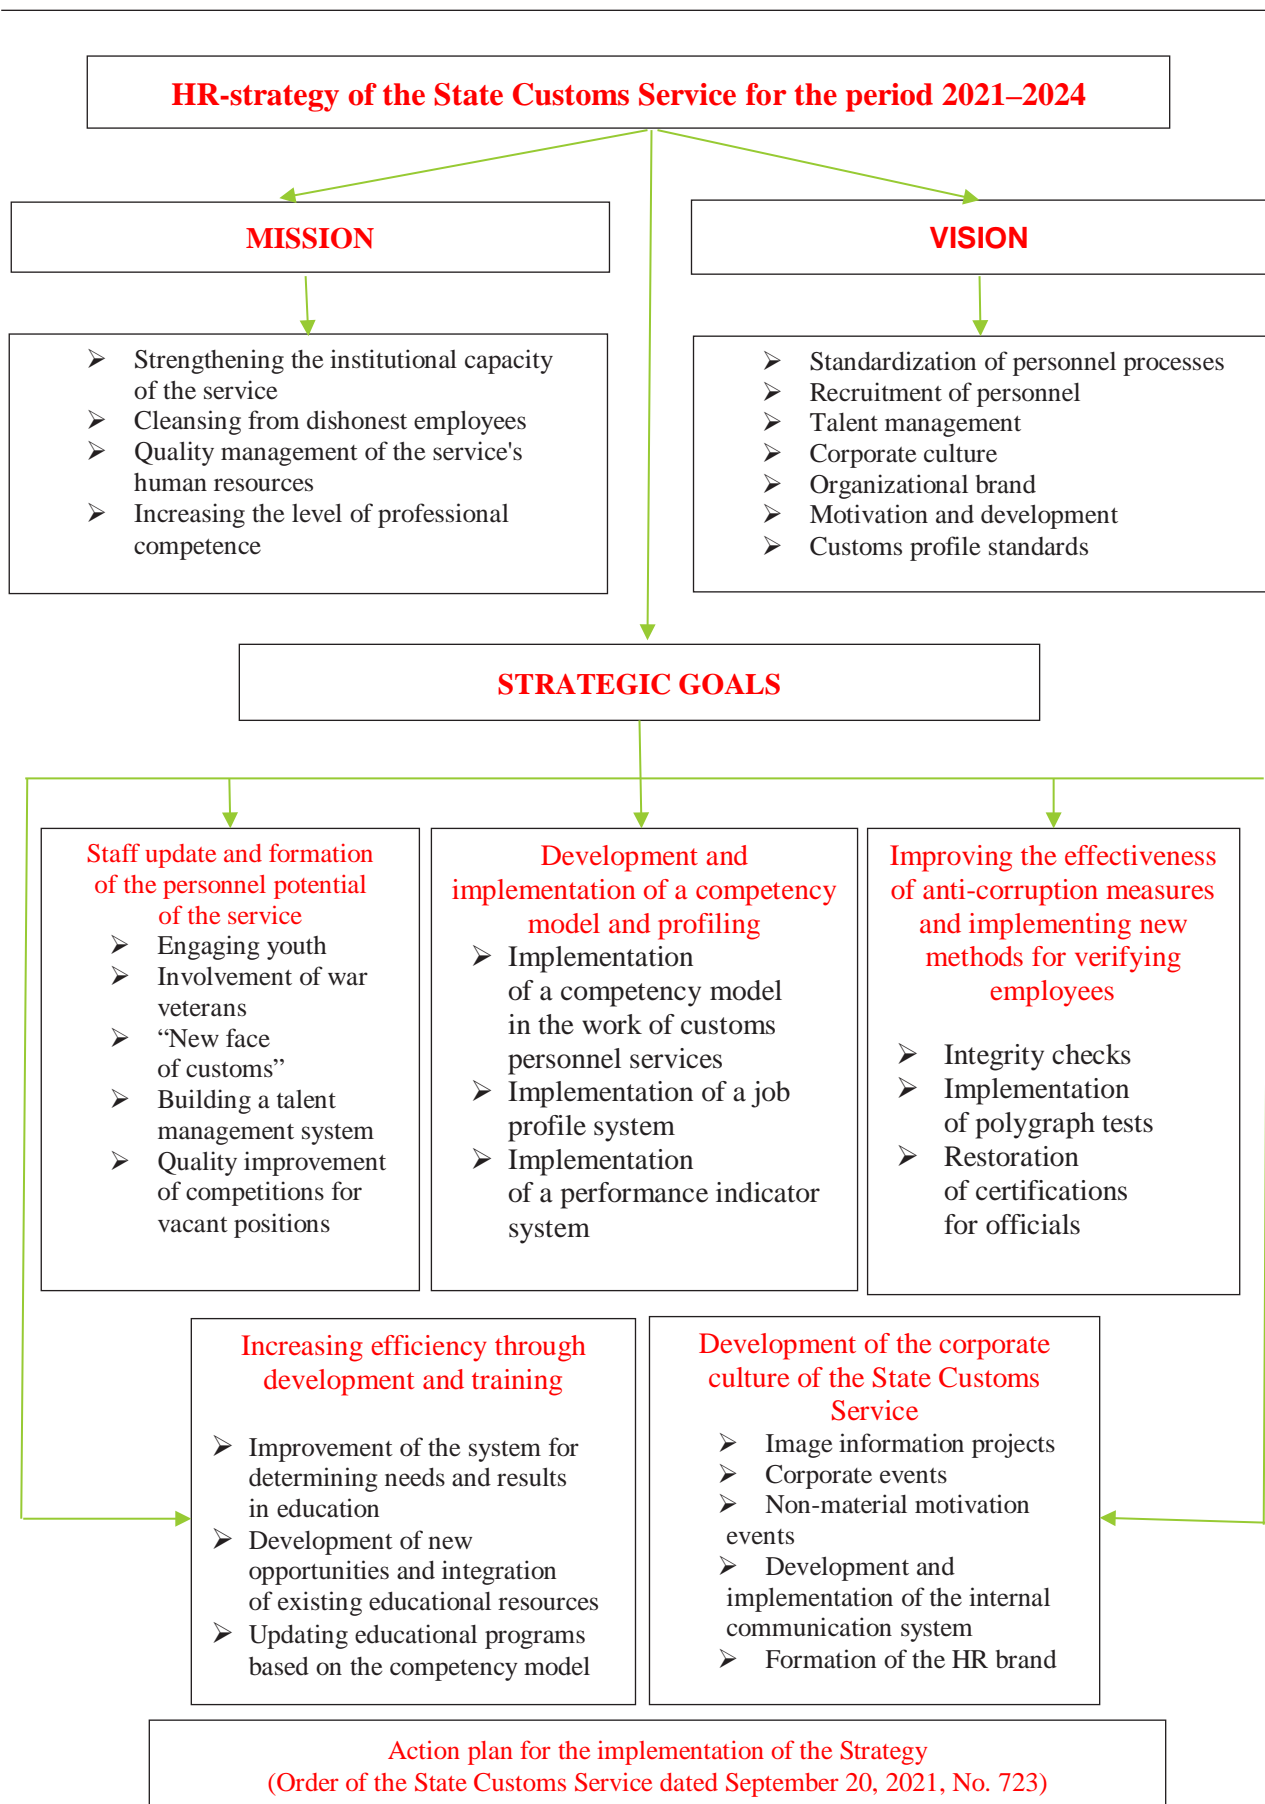 HR-strategy of the State Customs Service for the period 2021–2024
MISSION
VISION
➢ Strengthening the institutional capacity
of the service
➢ Cleansing from dishonest employees
➢ Quality management of the service's
human resources
➢ Increasing the level of professional
competence
➢ Standardization of personnel processes
➢ Recruitment of personnel
➢ Talent management
➢ Corporate culture
➢ Organizational brand
➢ Motivation and development
➢ Customs profile standards
STRATEGIC GOALS
Staff update and formation
of the personnel potential
of the service
➢ Engaging youth
➢ Involvement of war
veterans
➢ “New face
of customs”
➢ Building a talent
management system
➢ Quality improvement
of competitions for
vacant positions
Development and
implementation of a competency
model and profiling
➢ Implementation
of a competency model
in the work of customs
personnel services
➢ Implementation of a job
profile system
➢ Implementation
of a performance indicator
system
Improving the effectiveness
of anti-corruption measures
and implementing new
methods for verifying
employees
➢ Integrity checks
➢ Implementation
of polygraph tests
➢ Restoration
of certifications
for officials
Increasing efficiency through
development and training
➢ Improvement of the system for
determining needs and results
in education
➢ Development of new
opportunities and integration
of existing educational resources
➢ Updating educational programs
based on the competency model
Development of the corporate
culture of the State Customs
Service
➢ Image information projects
➢ Corporate events
➢ Non-material motivation
events
➢ Development and
implementation of the internal
communication system
➢ Formation of the HR brand
Action plan for the implementation of the Strategy
(Order of the State Customs Service dated September 20, 2021, No. 723)